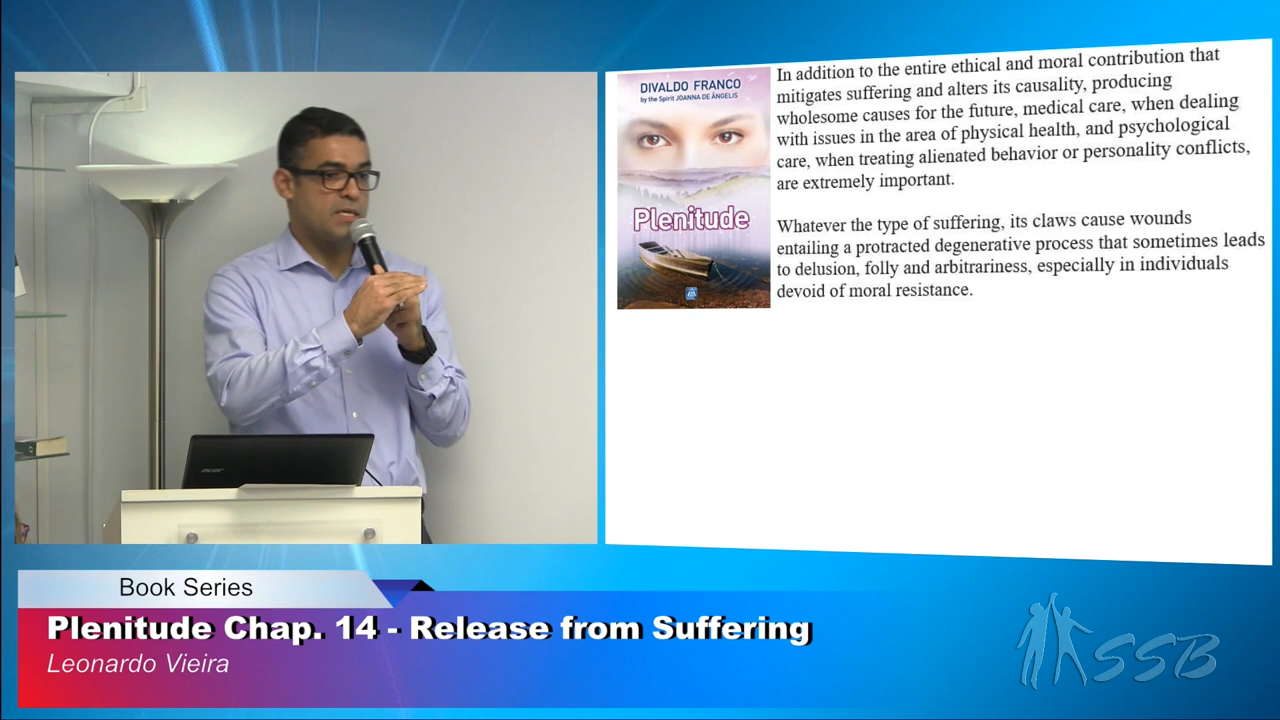 DIVALDO FRANCO
by the Spirit JOANNA DE ÂNGELIS
Plenitude
In addition to the entire ethical and moral contribution that
mitigates suffering and alters its causality, producing
wholesome causes for the future, medical care, when dealing
with issues in the area of physical health, and psychological
care, when treating alienated behavior or personality conflicts,
are extremely important.
Whatever the type of suffering, its claws cause wounds
entailing a protracted degenerative process that sometimes leads
to delusion, folly and arbitrariness, especially in individuals
devoid of moral resistance.
acer
Book Series
Plenitude Chap. 14 - Release from Suffering
Leonardo Vieira
SSB